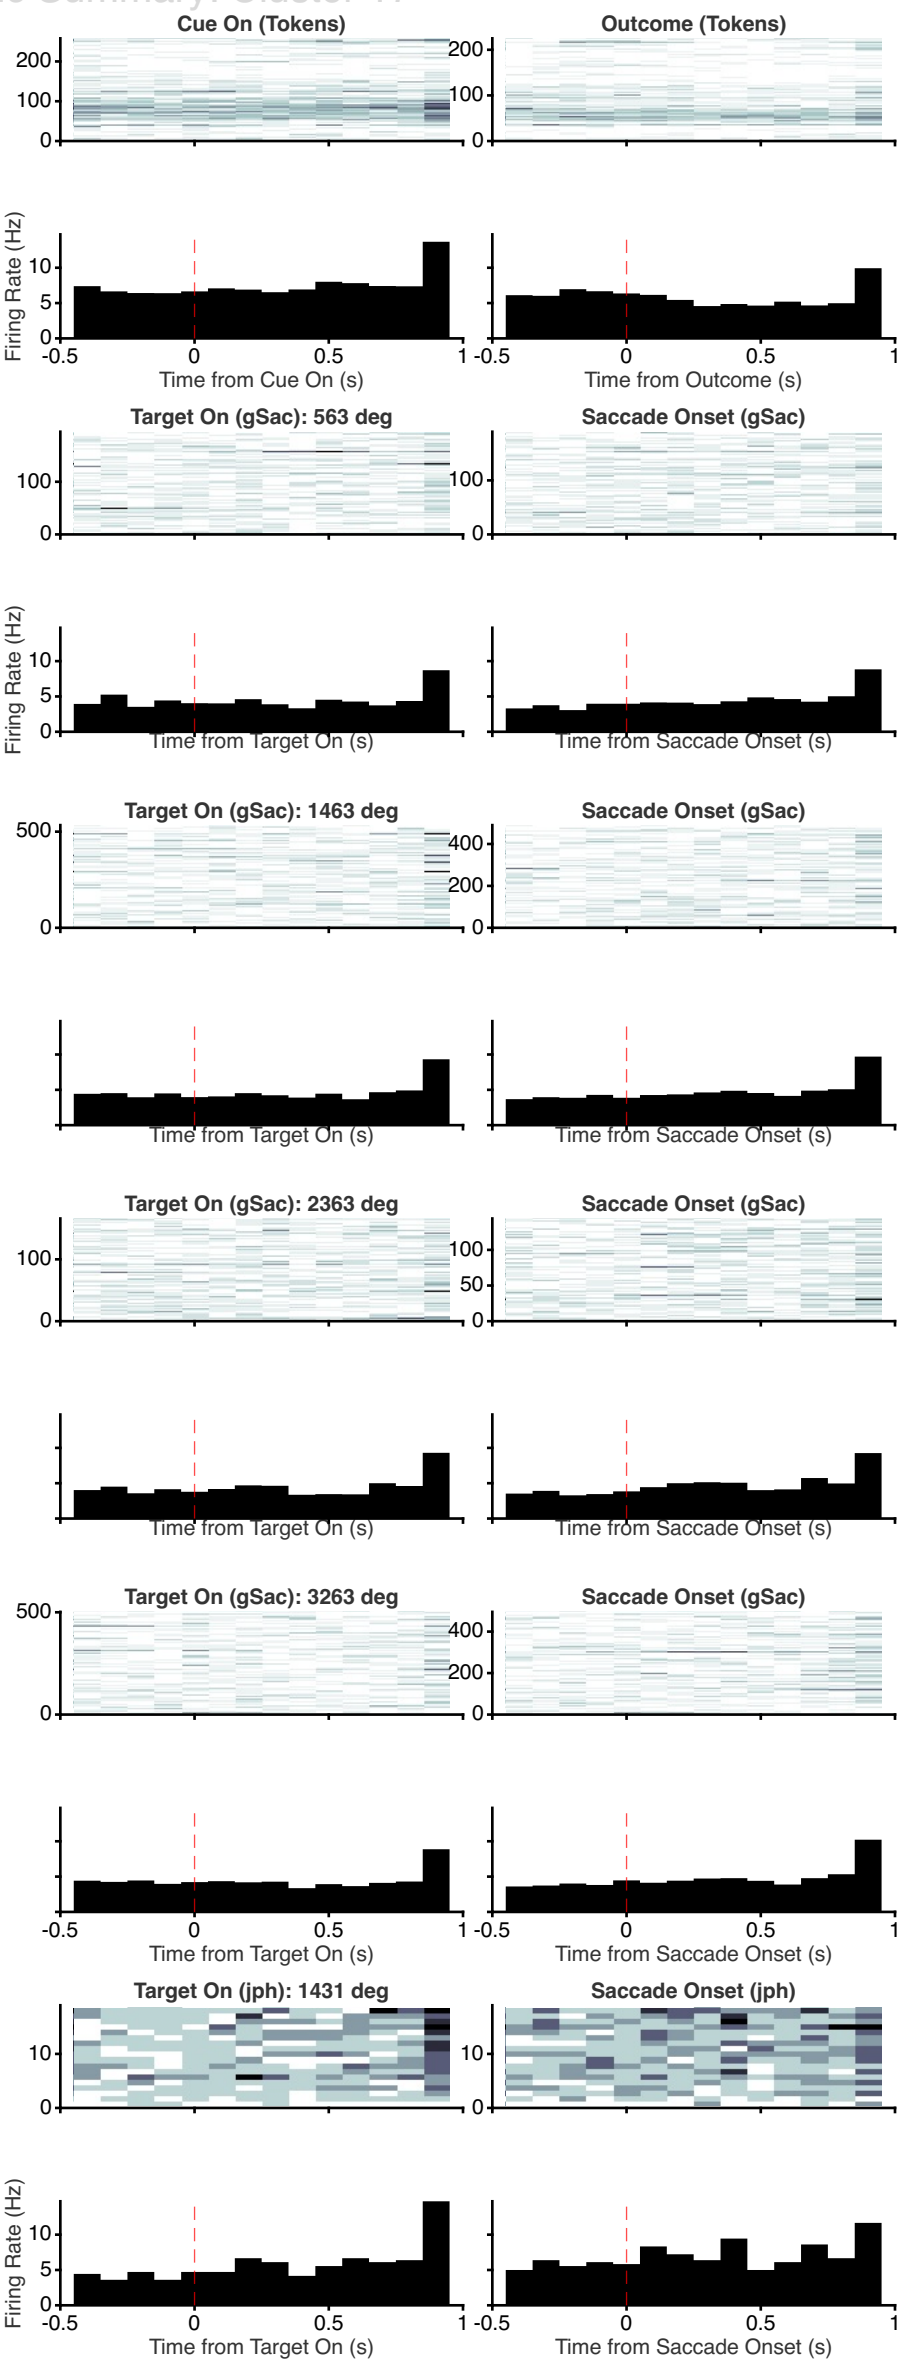 Summary: Cluster 17
Cue On (Tokens)
Outcome (Tokens)
200
100
0
200
100
0
Firing Rate (Hz)
10
5
0
-0.5 0 0.5 1
-0.5 0 0.5 1
Time from Cue On (s)
Time from Outcome (s)
Target On (gSac): 563 deg
Saccade Onset (gSac)
100
0
100
0
Firing Rate (Hz)
10
5
0
Time from Target On (s)
Time from Saccade Onset (s)
Target On (gSac): 1463 deg
Saccade Onset (gSac)
500
0
400
200
0
Time from Target On (s)
Time from Saccade Onset (s)
Target On (gSac): 2363 deg
Saccade Onset (gSac)
100
0
100
50
0
Time from Target On (s)
Time from Saccade Onset (s)
Target On (gSac): 3263 deg
Saccade Onset (gSac)
500
0
400
200
0
-0.5 0 0.5 1
-0.5 0 0.5 1
Time from Target On (s)
Time from Saccade Onset (s)
Target On (jph): 1431 deg
Saccade Onset (jph)
10
0
10
0
Firing Rate (Hz)
10
5
0
-0.5 0 0.5 1
-0.5 0 0.5 1
Time from Target On (s)
Time from Saccade Onset (s)